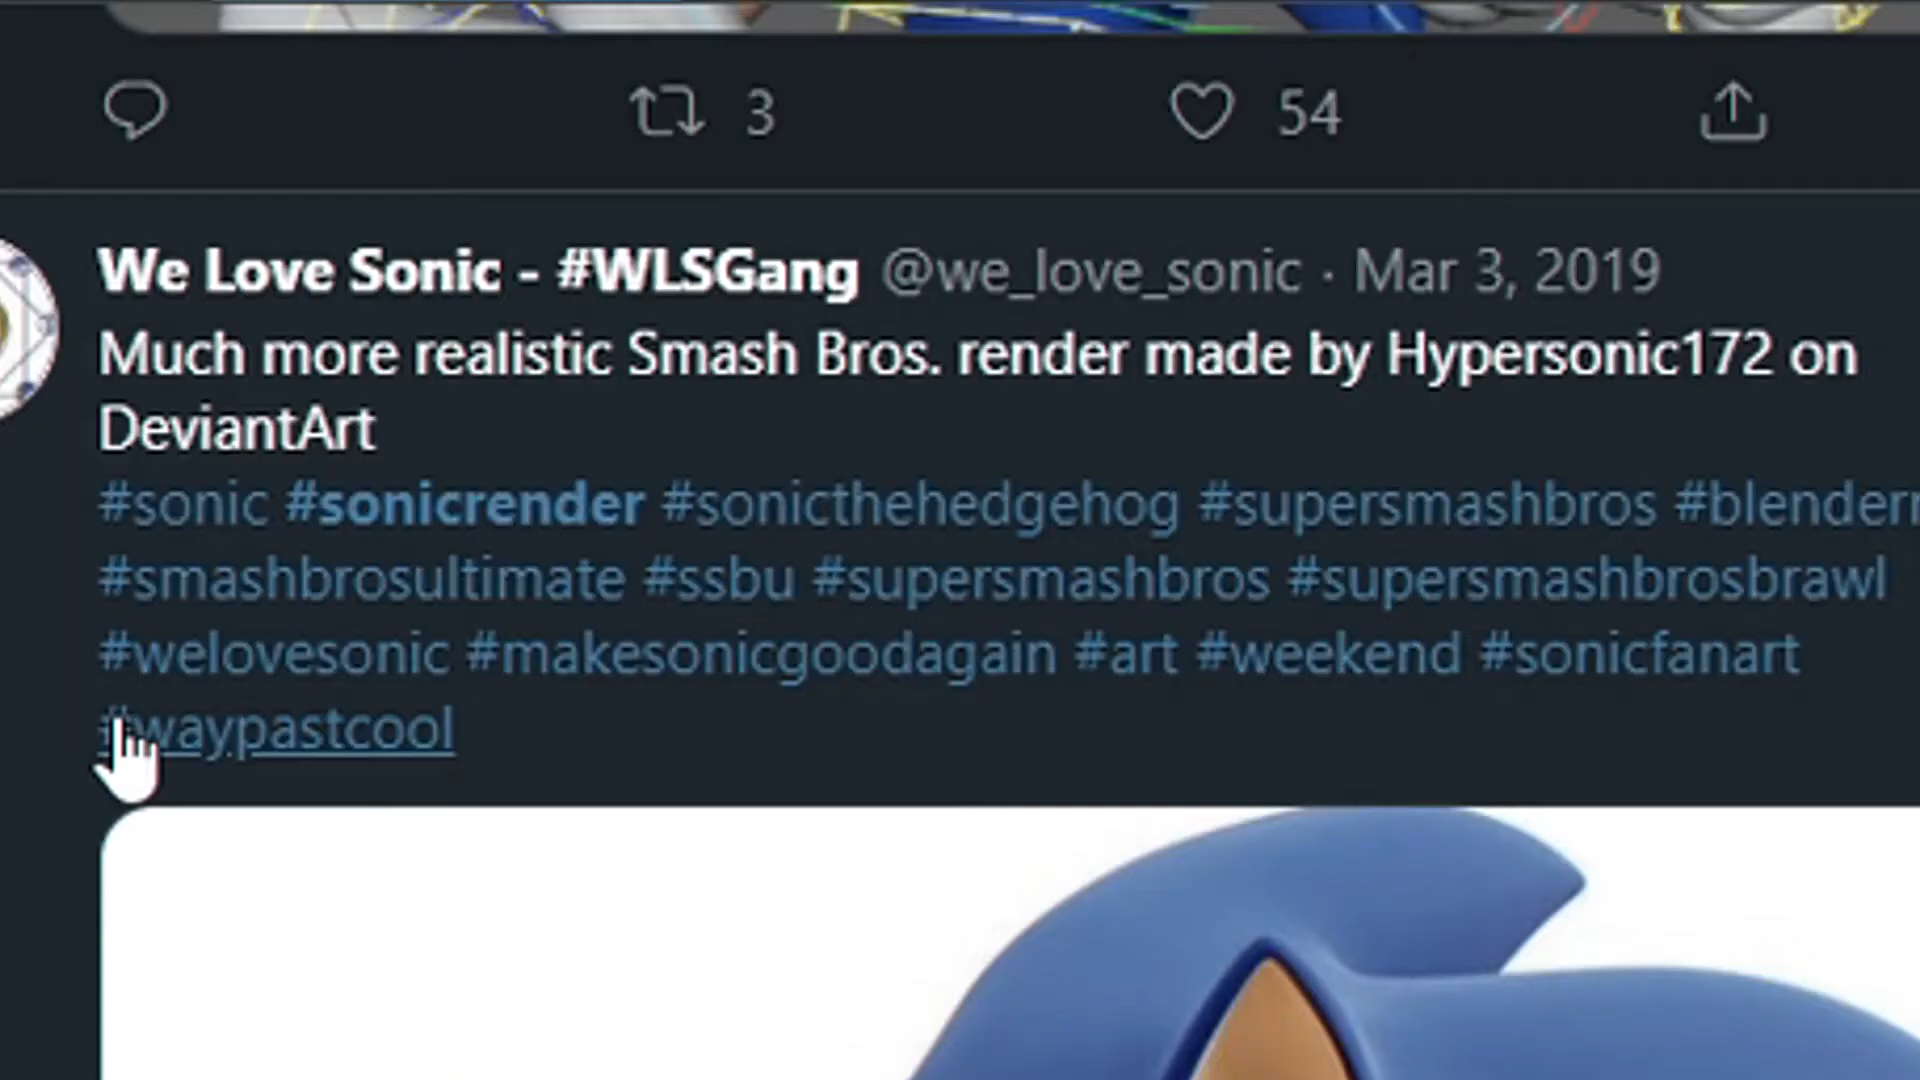 3 54
We Love Sonic - #WLSGang @we_love_sonic · Mar 3, 2019
Much more realistic Smash Bros. render made by Hypersonic172 on
DeviantArt
#sonic #sonicrender #sonicthehedgehog #supersmashbros
#smashbrosultimate #ssbu #supersmashbros #supersmashbrosbrawl
#welovesonic #makesonicgoodagain #art #weekend #sonicfanart
#waypastcool